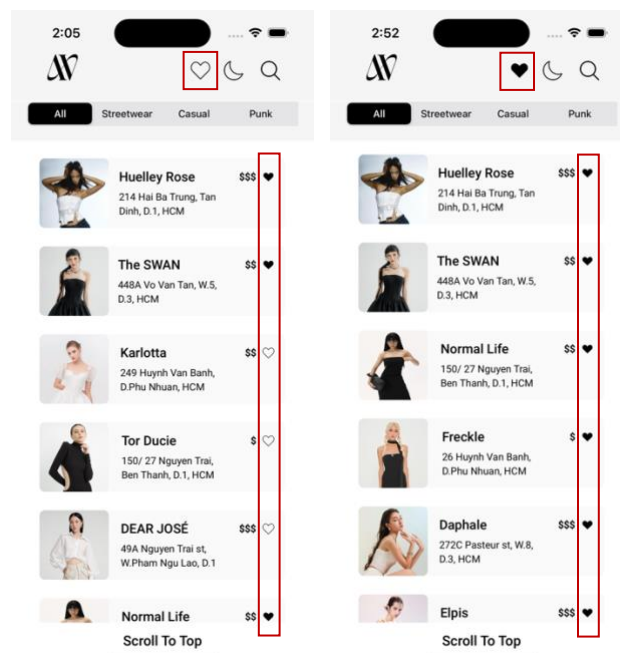 2:05
AV
All Streetwear Casual Punk
Huelley Rose $$$
214 Hai Ba Trung, Tan
Dinh, D.1, HCM
The SWAN $$
448A Vo Van Tan, W.5,
D.3, HCM
Karlotta $$
249 Huynh Van Banh,
D.Phu Nhuan, HCM
Tor Ducie $
150/ 27 Nguyen Trai,
Ben Thanh, D.1, HCM
DEAR JOSÉ $$$
49A Nguyen Trai st,
W.Pham Ngu Lao, D.1
Normal Life $$
Scroll To Top
2:52
AV
All Streetwear Casual Punk
Huelley Rose $$$
214 Hai Ba Trung, Tan
Dinh, D.1, HCM
The SWAN $$
448A Vo Van Tan, W.5,
D.3, HCM
Normal Life $$
150/ 27 Nguyen Trai,
Ben Thanh, D.1, HCM
Freckle $
26 Huynh Van Banh,
D.Phu Nhuan, HCM
Daphale $$$
272C Pasteur st, W.8,
D.3, HCM
Elpis $$$
Scroll To Top